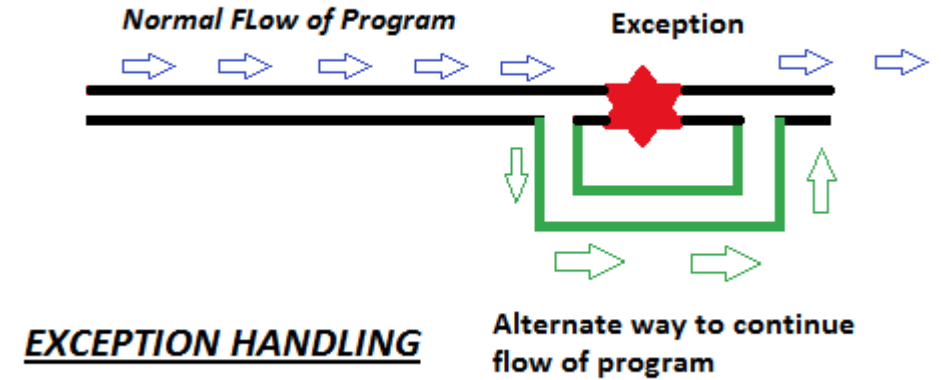 Normal FLow of Program
Exception
Alternate way to continue
flow of program
EXCEPTION HANDLING